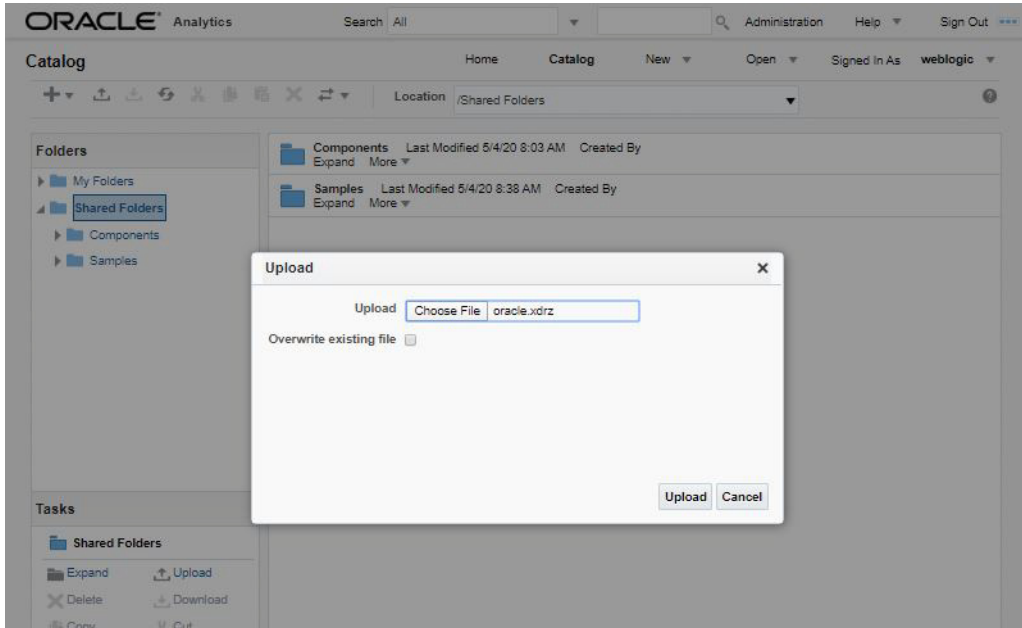 ORACLE Analytics Search All Administration Help Sign Out
Catalog Home Catalog New Open Signed In As weblogic
Location /Shared Folders
Folders
My Folders
Shared Folders
Components
Samples
Components Last Modified 5/4/20 8:03 AM Created By
Expand More
Samples Last Modified 5/4/20 8:38 AM Created By
Expand More
Upload
Upload Choose File oracle.xdrz
Overwrite existing file
Upload Cancel
Tasks
Shared Folders
Expand Upload
Delete Download
Copy Cut